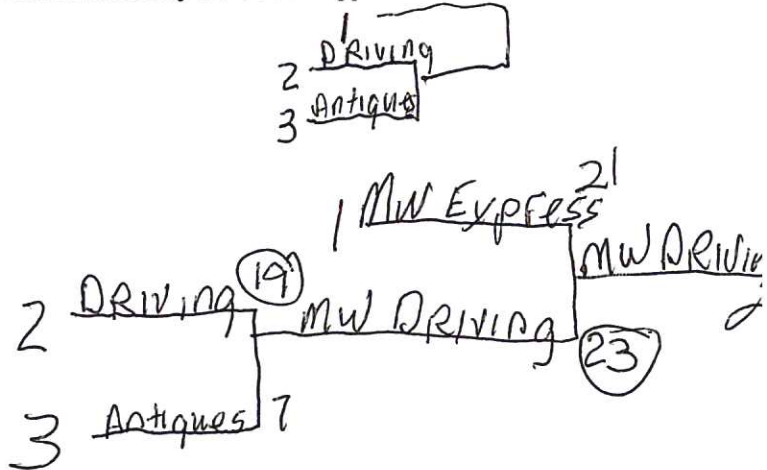 1
2 DRiving
3 Antiques
1 MW Express 21
MW DRivin
g
2 DRiving 19
MW DRiving 23
3 Antiques 7